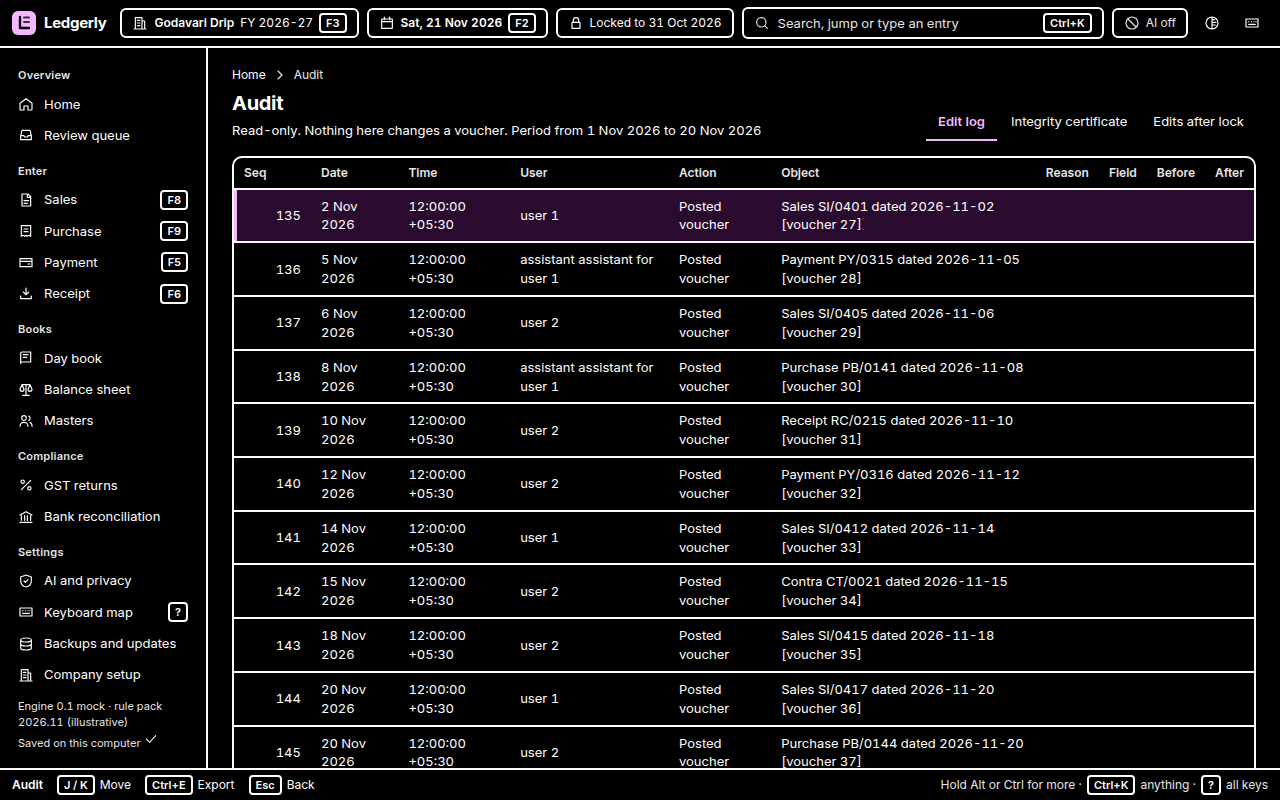 Ledgerly
Godavari Drip FY 2026-27 F3
Sat, 21 Nov 2026 F2
Locked to 31 Oct 2026
Search, jump or type an entry Ctrl+K
AI off
Overview
Home
Review queue
Enter
Sales F8
Purchase F9
Payment F5
Receipt F6
Books
Day book
Balance sheet
Masters
Compliance
GST returns
Bank reconciliation
Settings
AI and privacy
Keyboard map ?
Backups and updates
Company setup
Engine 0.1 mock · rule pack
2026.11 (illustrative)
Saved on this computer
Home > Audit
Audit
Read-only. Nothing here changes a voucher. Period from 1 Nov 2026 to 20 Nov 2026
Edit log Integrity certificate Edits after lock
Seq Date Time User Action Object Reason Field Before After
135 2 Nov 2026 12:00:00 +05:30 user 1 Posted voucher Sales SI/0401 dated 2026-11-02 [voucher 27]
136 5 Nov 2026 12:00:00 +05:30 assistant assistant for user 1 Posted voucher Payment PY/0315 dated 2026-11-05 [voucher 28]
137 6 Nov 2026 12:00:00 +05:30 user 2 Posted voucher Sales SI/0405 dated 2026-11-06 [voucher 29]
138 8 Nov 2026 12:00:00 +05:30 assistant assistant for user 1 Posted voucher Purchase PB/0141 dated 2026-11-08 [voucher 30]
139 10 Nov 2026 12:00:00 +05:30 user 2 Posted voucher Receipt RC/0215 dated 2026-11-10 [voucher 31]
140 12 Nov 2026 12:00:00 +05:30 user 2 Posted voucher Payment PY/0316 dated 2026-11-12 [voucher 32]
141 14 Nov 2026 12:00:00 +05:30 user 1 Posted voucher Sales SI/0412 dated 2026-11-14 [voucher 33]
142 15 Nov 2026 12:00:00 +05:30 user 2 Posted voucher Contra CT/0021 dated 2026-11-15 [voucher 34]
143 18 Nov 2026 12:00:00 +05:30 user 2 Posted voucher Sales SI/0415 dated 2026-11-18 [voucher 35]
144 20 Nov 2026 12:00:00 +05:30 user 1 Posted voucher Sales SI/0417 dated 2026-11-20 [voucher 36]
145 20 Nov 2026 12:00:00 +05:30 user 2 Posted voucher Purchase PB/0144 dated 2026-11-20 [voucher 37]
Audit J / K Move Ctrl+E Export Esc Back
Hold Alt or Ctrl for more · Ctrl+K anything · ? all keys